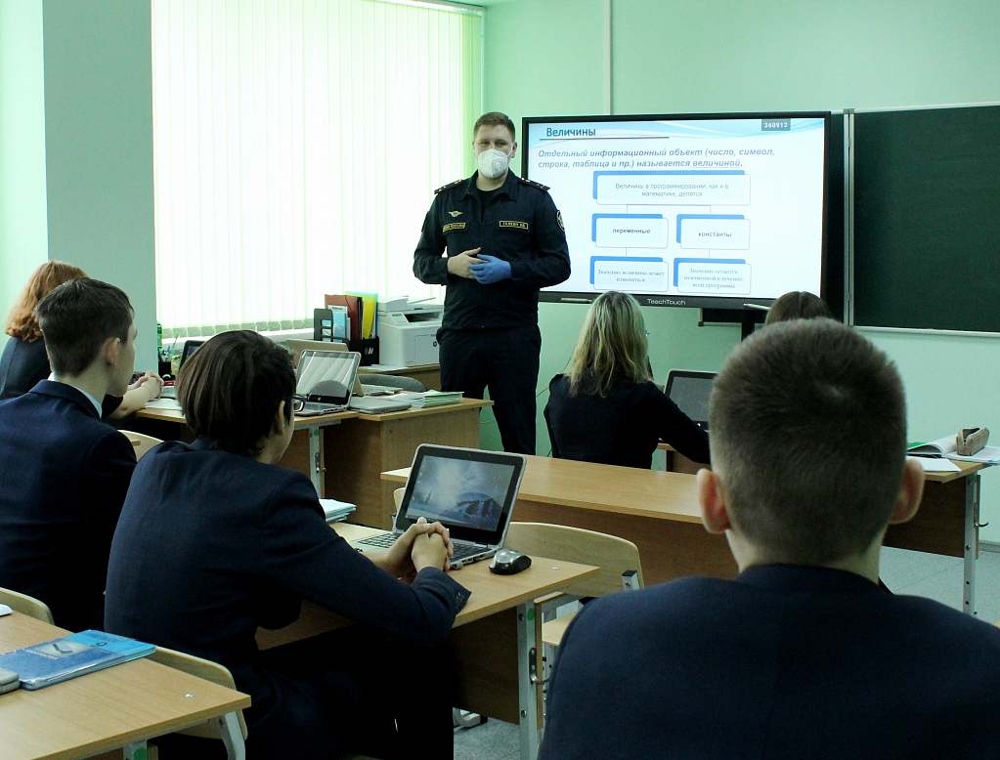 Величины
360912
Отдельный информационный объект (число, символ,
строка, таблица и пр.) называется величиной.
Величины в программировании, как и в
математике, делятся
переменные
константы
Значение величины может
изменяться
Значение остается
неизменной в течении
всей программы
TeachTouch